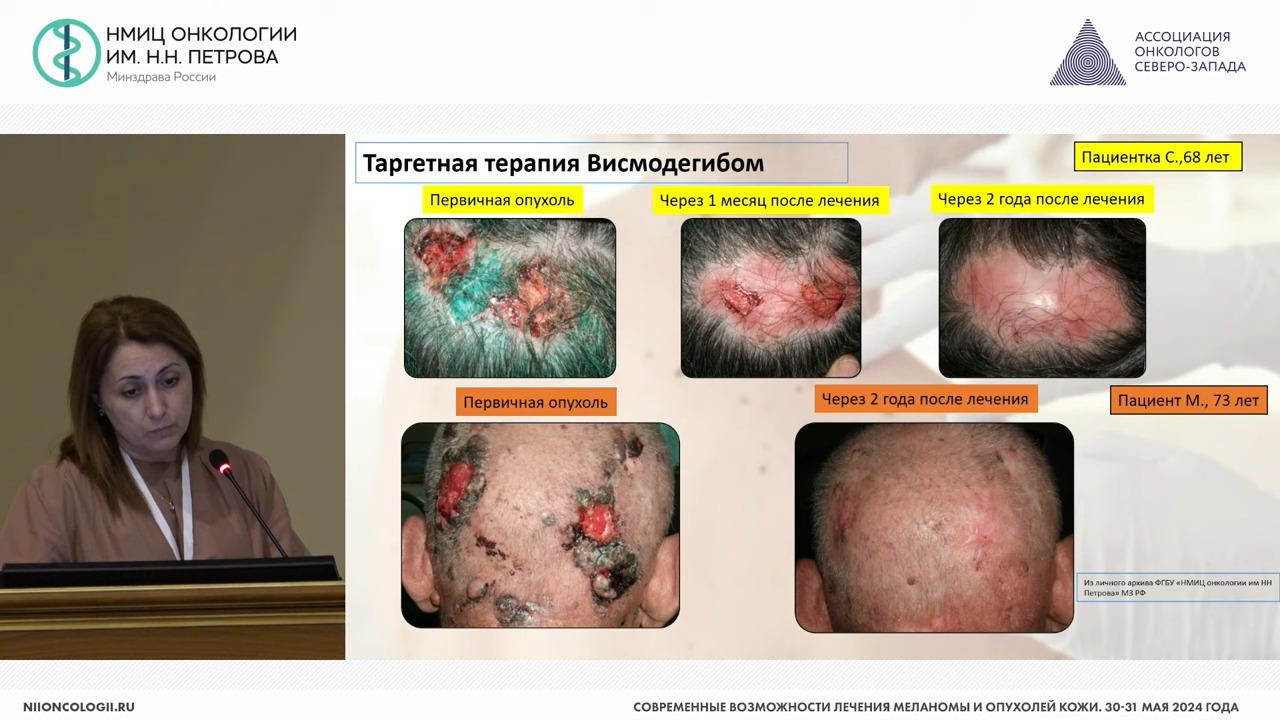 НМИЦ ОНКОЛОГИИ
ИМ. Н.Н. ПЕТРОВА
Минздрава России
АССОЦИАЦИЯ
ОНКОЛОГОВ
СЕВЕРО-ЗАПАДА
Таргетная терапия Висмодегибом
Пациентка С.,68 лет
Первичная опухоль
Через 1 месяц после лечения
Через 2 года после лечения
Первичная опухоль
Через 2 года после лечения
Пациент М., 73 лет
Из личного архива ФГБУ «НМИЦ онкологии им НН
Петрова» МЗ РФ
NIIONCOLOGII.RU
СОВРЕМЕННЫЕ ВОЗМОЖНОСТИ ЛЕЧЕНИЯ МЕЛАНОМЫ И ОПУХОЛЕЙ КОЖИ. 30-31 МАЯ 2024 ГОДА